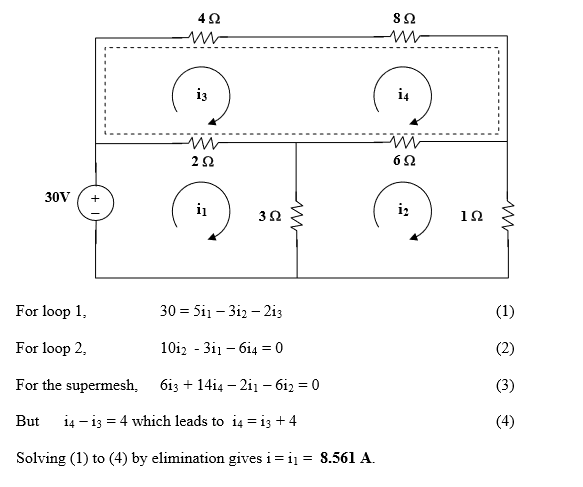 4 Ω 8 Ω
i₃ i₄
2 Ω 6 Ω
30V + –
i₁ 3 Ω i₂ 1 Ω
For loop 1, 30 = 5i₁ – 3i₂ – 2i₃ (1)
For loop 2, 10i₂ - 3i₁ – 6i₄ = 0 (2)
For the supermesh, 6i₃ + 14i₄ – 2i₁ – 6i₂ = 0 (3)
But i₄ – i₃ = 4 which leads to i₄ = i₃ + 4 (4)
Solving (1) to (4) by elimination gives i = i₁ = 8.561 A.